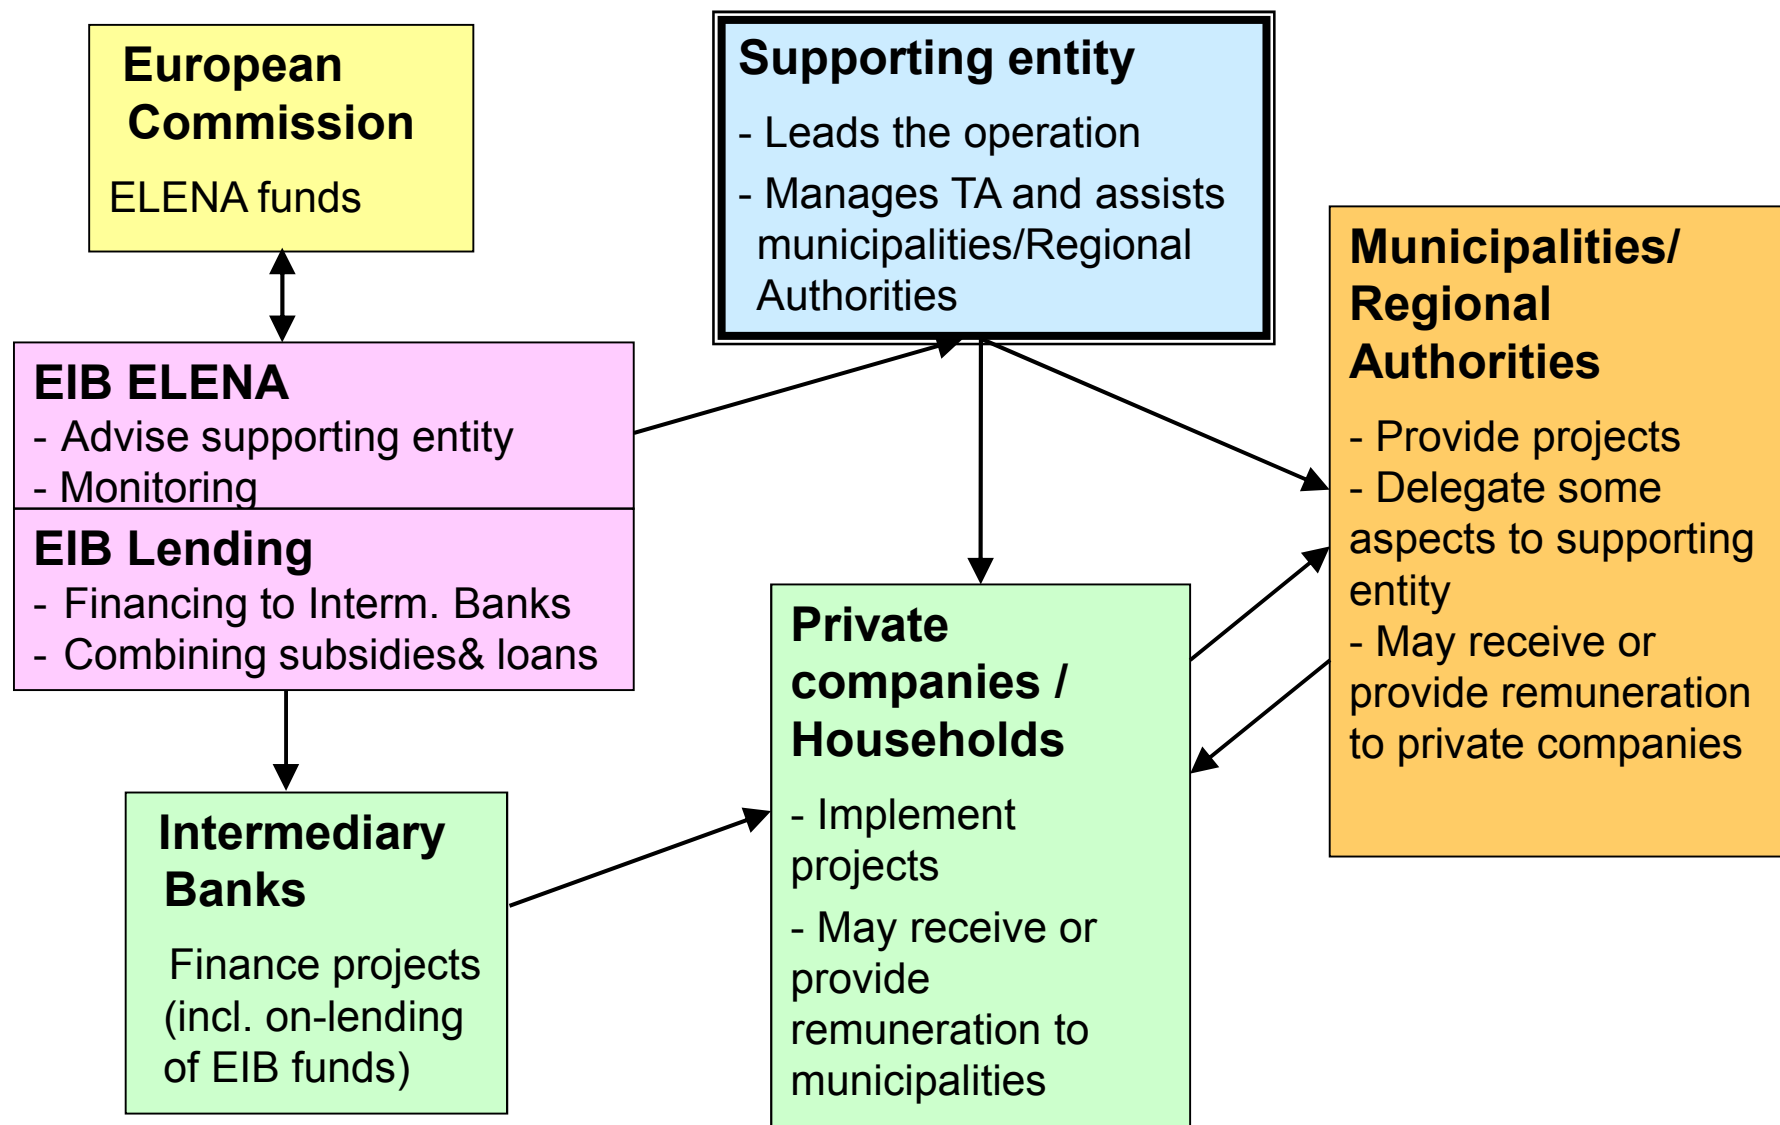 European
Commission
ELENA funds
Supporting entity
- Leads the operation
- Manages TA and assists
municipalities/Regional
Authorities
Municipalities/
Regional
Authorities
- Provide projects
- Delegate some
aspects to supporting
entity
- May receive or
provide remuneration
to private companies
EIB ELENA
- Advise supporting entity
- Monitoring
EIB Lending
- Financing to Interm. Banks
- Combining subsidies& loans
Private
companies /
Households
- Implement
projects
- May receive or
provide
remuneration to
municipalities
Intermediary
Banks
Finance projects
(incl. on-lending
of EIB funds)